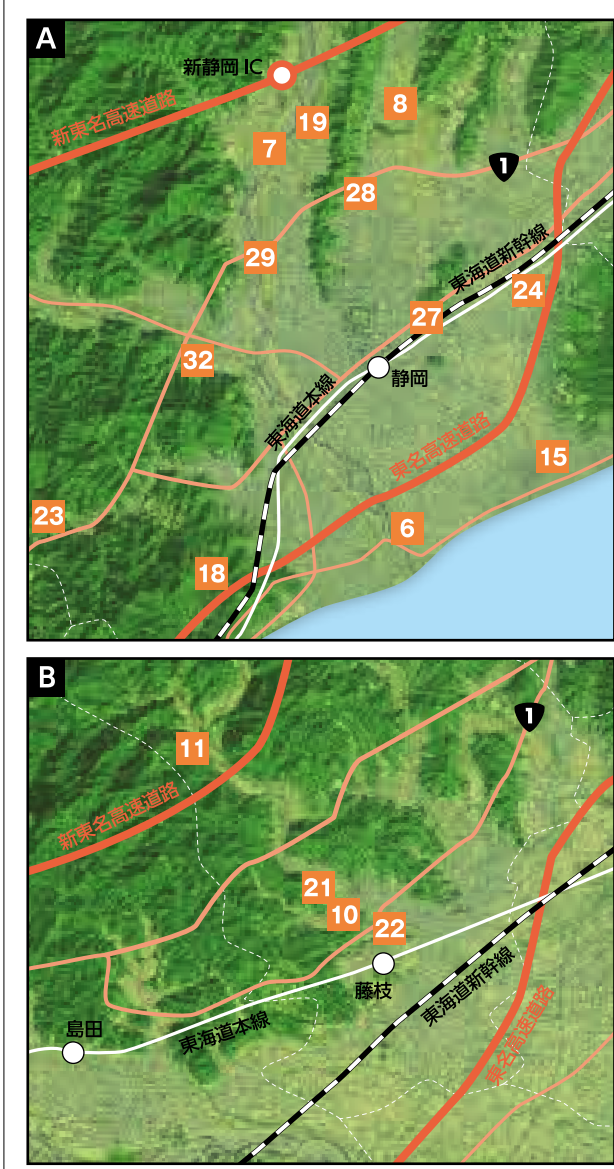 A
新静岡IC
新東名高速道路
8
19
7
1
28
29
東海道新幹線
24
27
32
静岡
東海道本線
東名高速道路
15
23
6
18
B
1
11
新東名高速道路
21
10
22
藤枝
東海道新幹線
島田
東海道本線
東名高速道路